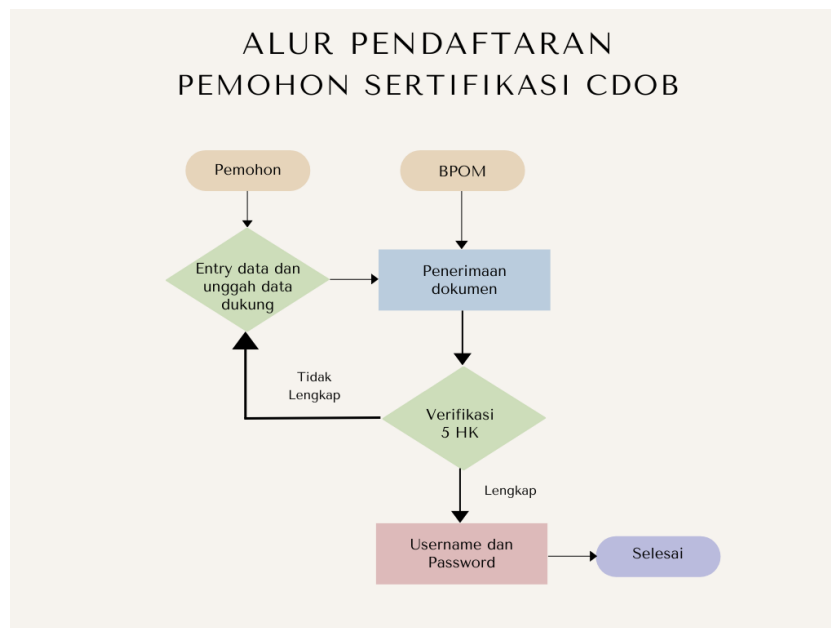 ALUR PENDAFTARAN
PEMOHON SERTIFIKASI CDOB
Pemohon
BPOM
Entry data dan
unggah data
dukung
Penerimaan
dokumen
Tidak
Lengkap
Verifikasi
5 HK
Lengkap
Username dan
Password
Selesai